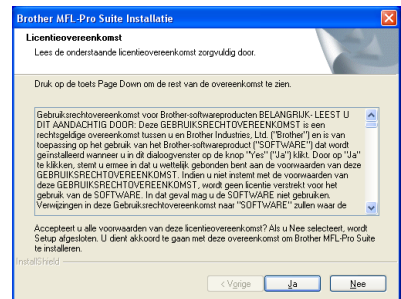 Brother MFL-Pro Suite Installatie
Licentieovereenkomst
Lees de onderstaande licentieovereenkomst zorgvuldig door.
Druk op de toets Page Down om de rest van de overeenkomst te zien.
Gebruiksrechtovereenkomst voor Brother-softwareproducten BELANGRIJK- LEEST U
DIT AANDACHTIG DOOR: Deze GEBRUIKSRECHTOVEREENKOMST is een
rechtsgeldige overeenkomst tussen u en Brother Industries, Ltd. ("Brother") en is van
toepassing op het gebruik van het Brother-softwareproduct ("SOFTWARE") dat wordt
geïnstalleerd wanneer u in dit dialoogvenster op de knop "Yes" ("Ja") klikt. Door op "Ja"
te klikken, stemt u ermee in dat u wettelijk gebonden bent aan de voorwaarden van deze
GEBRUIKSRECHTOVEREENKOMST. Indien u niet instemt met de voorwaarden van
deze GEBRUIKSRECHTOVEREENKOMST, wordt geen licentie verstrekt voor het
gebruik van de SOFTWARE. In dat geval mag u de SOFTWARE niet gebruiken.
Verwijzingen in deze Gebruiksrechtovereenkomst naar "SOFTWARE" zullen waar de
Accepteert u alle voorwaarden van deze licentieovereenkomst? Als u Nee selecteert, wordt
Setup afgesloten. U dient akkoord te gaan met deze overeenkomst om Brother MFL-Pro Suite
te installeren.
InstallShield
< Vorige Ja Nee